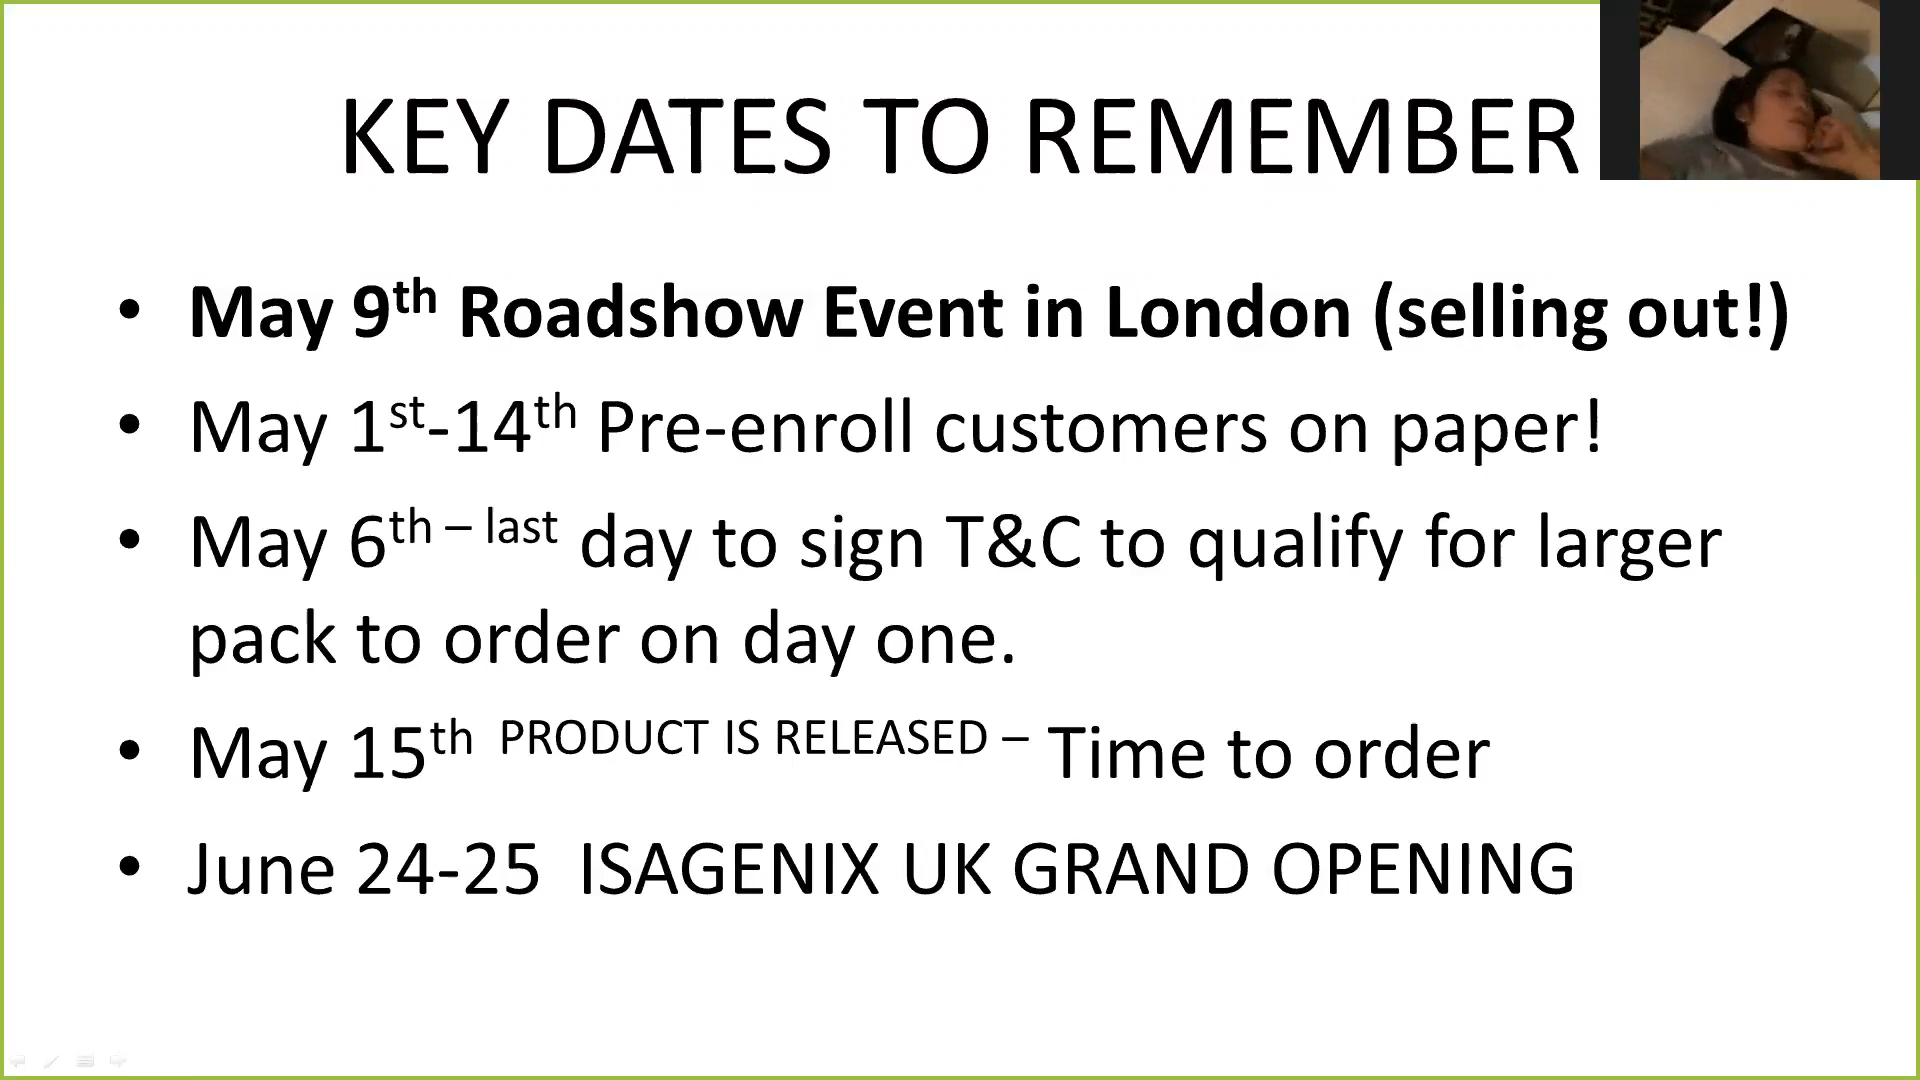 KEY DATES TO REMEMBER
• May 9th Roadshow Event in London (selling out!)
• May 1st-14th Pre-enroll customers on paper!
• May 6th – last day to sign T&C to qualify for larger
pack to order on day one.
• May 15th PRODUCT IS RELEASED – Time to order
• June 24-25 ISAGENIX UK GRAND OPENING